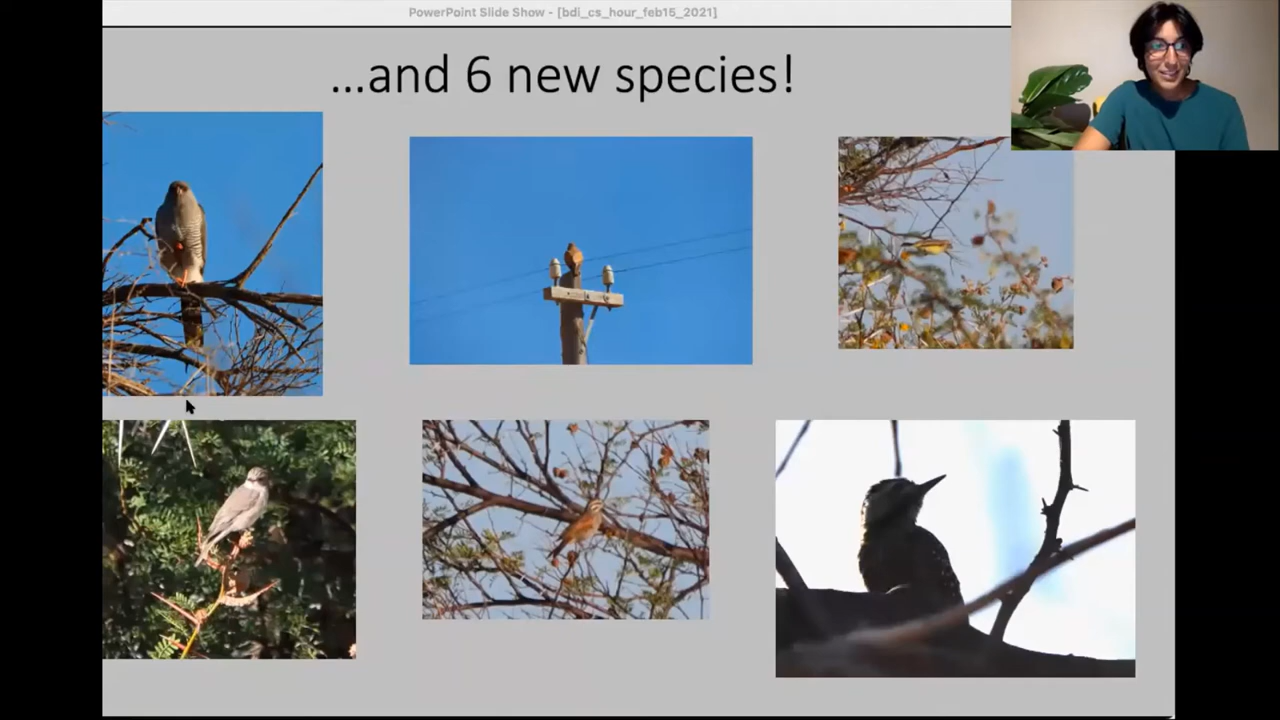 PowerPoint Slide Show - [bdi_cs_hour_feb15_2021]
...and 6 new species!